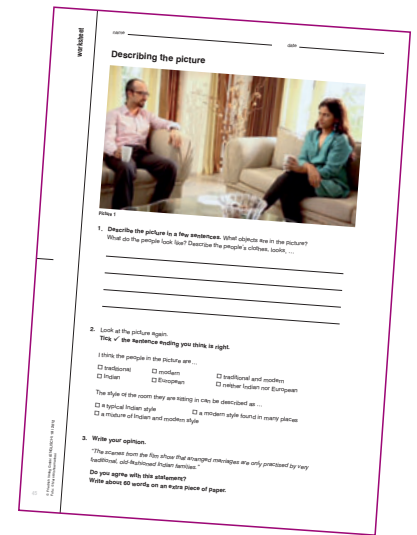 worksheet
name
date
Describing the picture
Picture 1
1. Describe the picture in a few sentences. What objects are in the picture?
What do the people look like? Describe the people's clothes, looks, ...
2. Look at the picture again.
Tick ✓ the sentence ending you think is right.
I think the people in the picture are ...
☐ traditional ☐ modern ☐ traditional and modern
☐ Indian ☐ European ☐ neither Indian nor European
The style of the room they are sitting in can be described as ...
☐ a typical Indian style ☐ a modern style found in many places
☐ a mixture of Indian and modern style
3. Write your opinion.
"The scenes from the film show that arranged marriages are only practised by very
traditional, old-fashioned Indian families."
Do you agree with this statement?
Write about 60 words on an extra piece of paper.